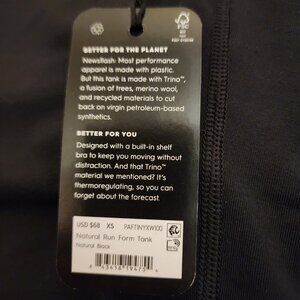 FSC
BETTER FOR THE PLANET
Newsflash: Most performance
apparel is made with plastic.
But this tank is made with Trino™,
a fusion of trees, merino wool,
and recycled materials to cut
back on virgin petroleum-based
synthetics.
BETTER FOR YOU
Designed with a built-in shelf
bra to keep you moving without
distraction. And that Trino™
material we mentioned? It's
thermoregulating, so you can
forget about the forecast.
USD $68 XS PAFTINYXW100
Natural Run Form Tank
Natural Black